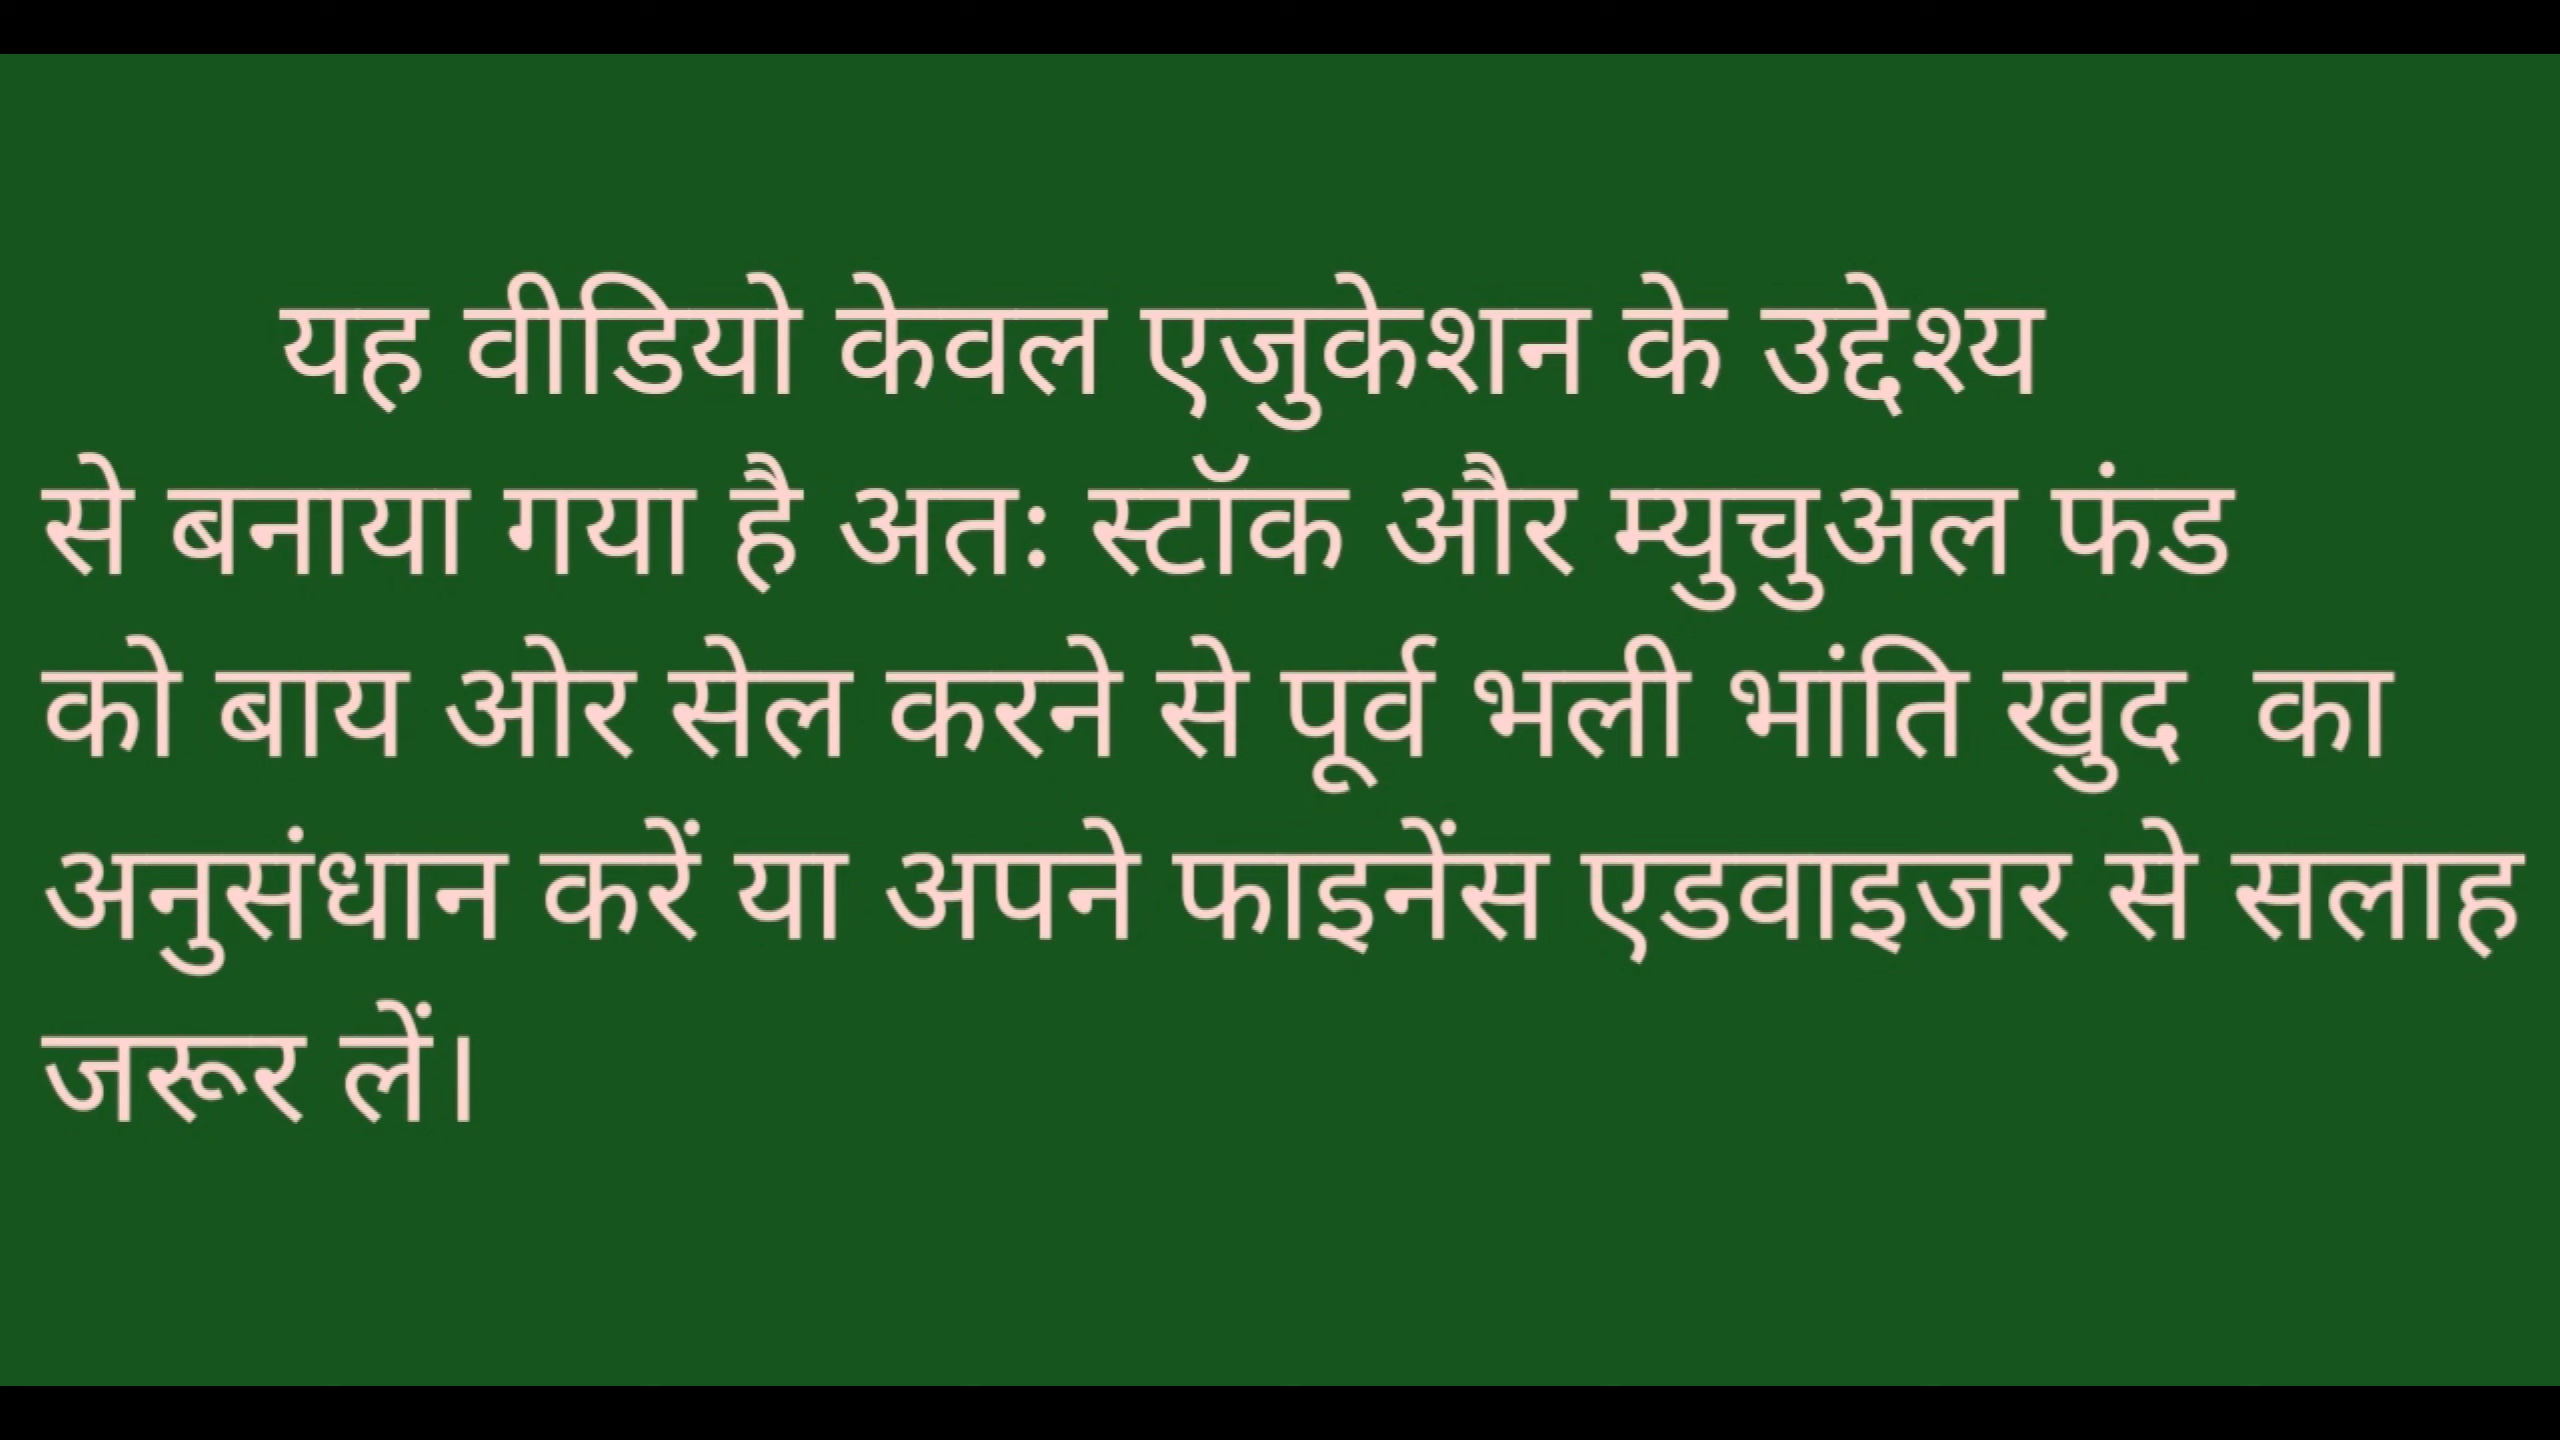 यह वीडियो केवल एजुकेशन के उद्देश्य
से बनाया गया है अतः स्टॉक और म्युचुअल फंड
को बाय ओर सेल करने से पूर्व भली भांति खुद का
अनुसंधान करें या अपने फाइनेंस एडवाइजर से सलाह
जरूर लें।